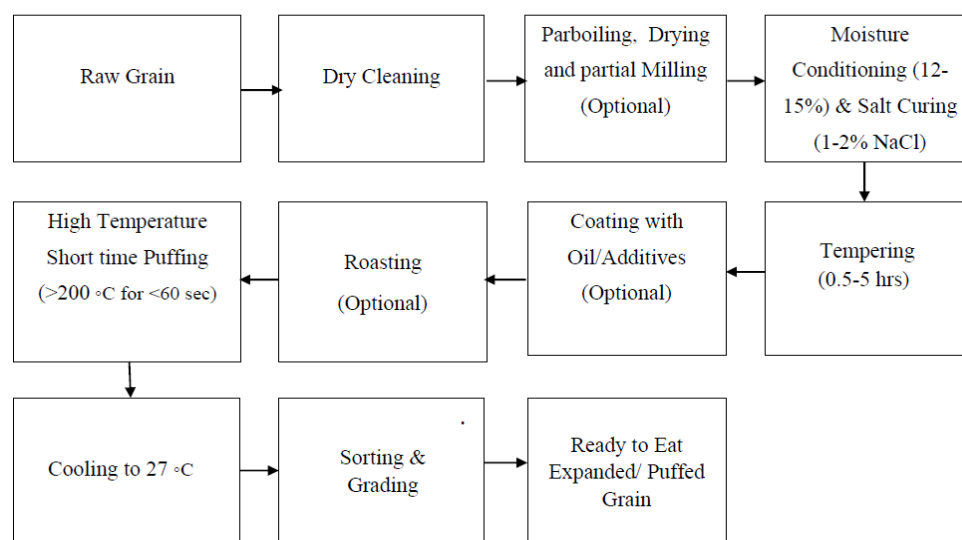 Raw Grain
Dry Cleaning
Parboiling, Drying
and partial Milling
(Optional)
Moisture
Conditioning (12-
15%) & Salt Curing
(1-2% NaCl)
Tempering
(0.5-5 hrs)
Coating with
Oil/Additives
(Optional)
Roasting
(Optional)
High Temperature
Short time Puffing
(>200 ◦C for <60 sec)
Cooling to 27 ◦C
Sorting &
Grading
Ready to Eat
Expanded/ Puffed
Grain